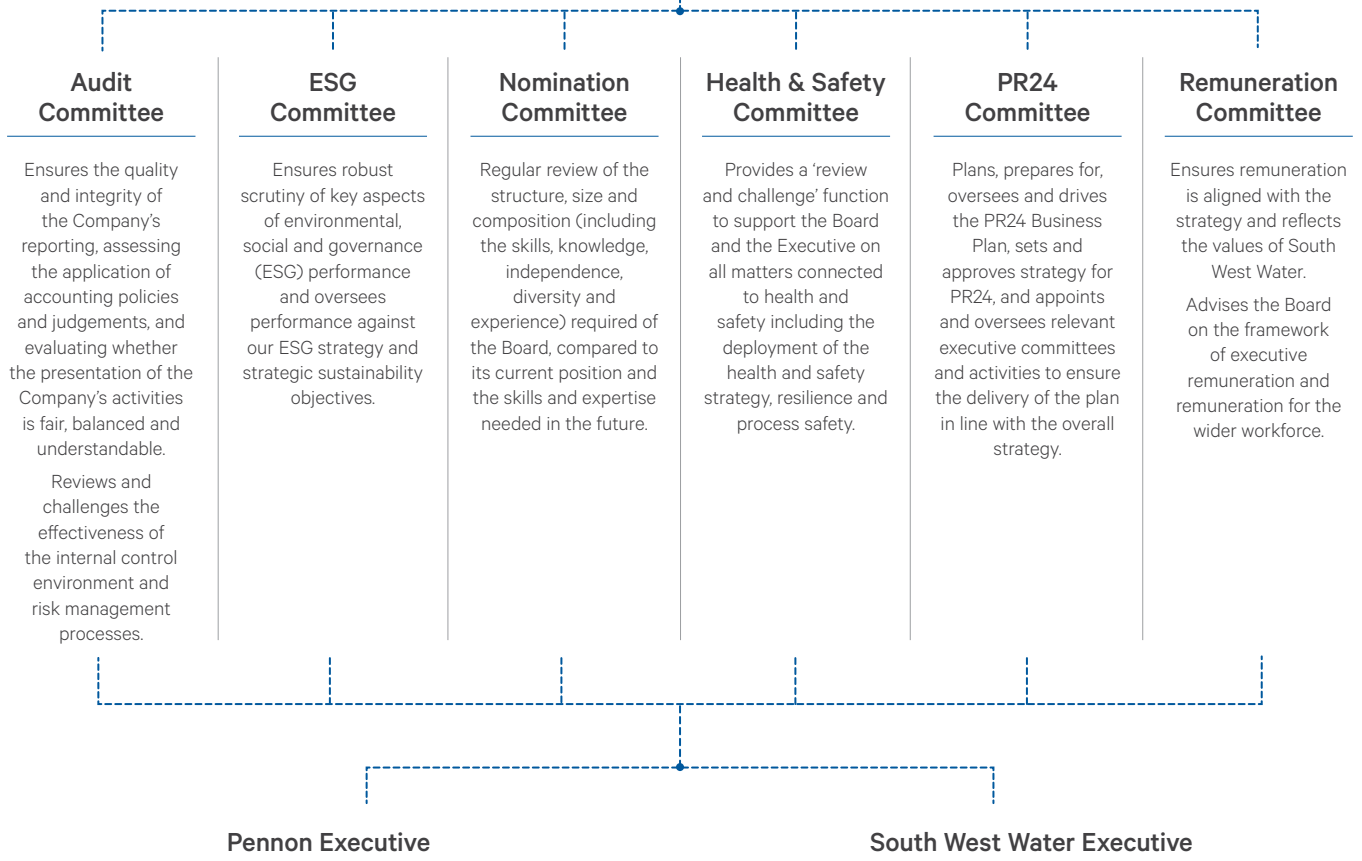 Audit
Committee
Ensures the quality
and integrity of
the Company’s
reporting, assessing
the application of
accounting policies
and judgements, and
evaluating whether
the presentation of the
Company’s activities
is fair, balanced and
understandable.
Reviews and
challenges the
effectiveness of
the internal control
environment and
risk management
processes.
ESG
Committee
Ensures robust
scrutiny of key aspects
of environmental,
social and governance
(ESG) performance
and oversees
performance against
our ESG strategy and
strategic sustainability
objectives.
Nomination
Committee
Regular review of the
structure, size and
composition (including
the skills, knowledge,
independence,
diversity and
experience) required of
the Board, compared to
its current position and
the skills and expertise
needed in the future.
Health & Safety
Committee
Provides a ‘review
and challenge’ function
to support the Board
and the Executive on
all matters connected
to health and
safety including the
deployment of the
health and safety
strategy, resilience and
process safety.
PR24
Committee
Plans, prepares for,
oversees and drives
the PR24 Business
Plan, sets and
approves strategy for
PR24, and appoints
and oversees relevant
executive committees
and activities to ensure
the delivery of the plan
in line with the overall
strategy.
Remuneration
Committee
Ensures remuneration
is aligned with the
strategy and reflects
the values of South
West Water.
Advises the Board
on the framework
of executive
remuneration and
remuneration for the
wider workforce.
Pennon Executive
South West Water Executive